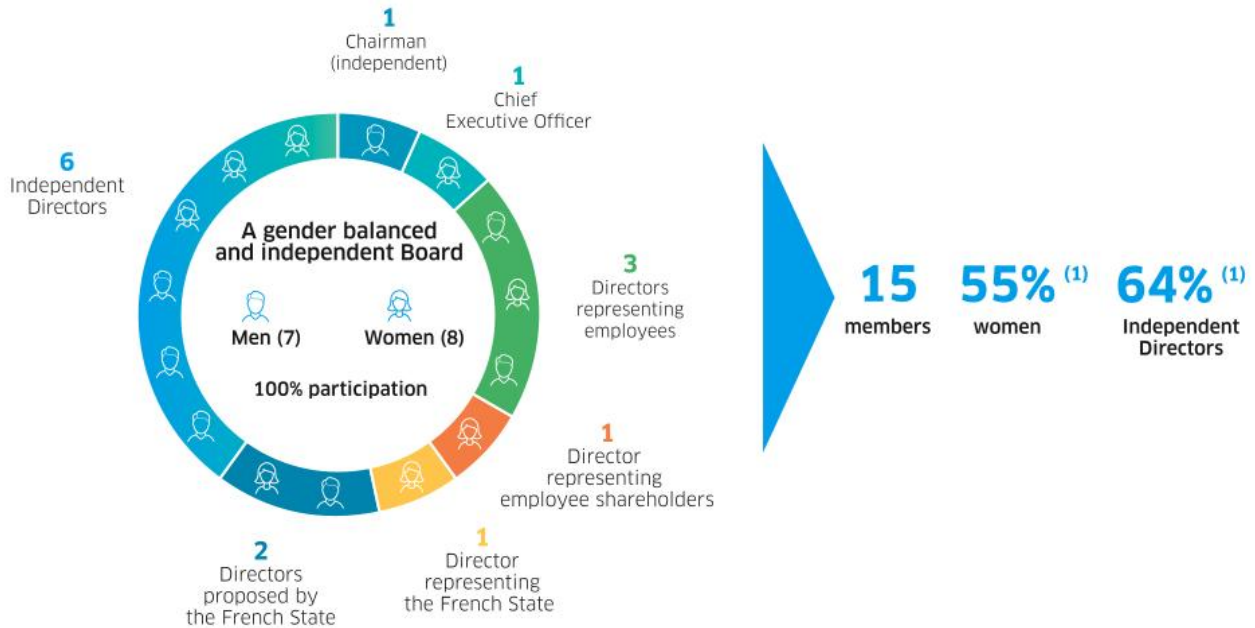 1
Chairman
(independent)
1
Chief
Executive Officer
6
Independent
Directors
A gender balanced
and independent Board
Men (7)
Women (8)
100% participation
3
Directors
representing
employees
1
Director
representing
employee shareholders
1
Director
representing
the French State
2
Directors
proposed by
the French State
15
members
55% (1)
women
64% (1)
Independent
Directors